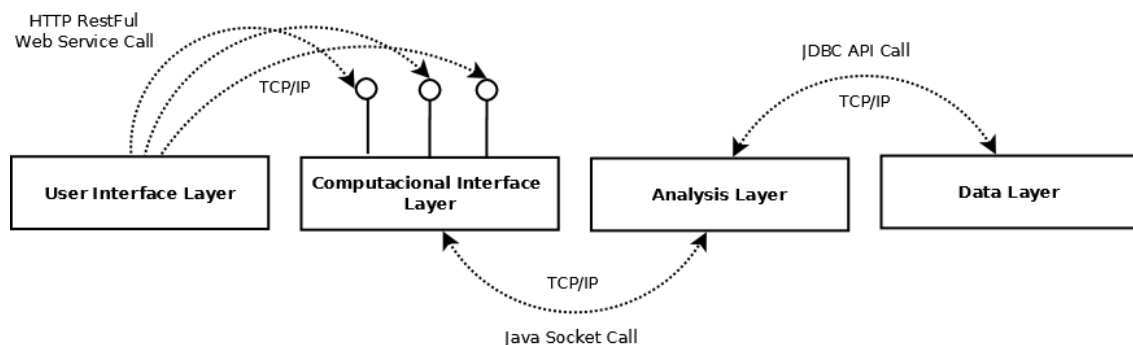 HTTP RestFul
Web Service Call
TCP/IP
JDBC API Call
TCP/IP
User Interface Layer
Computacional Interface
Layer
Analysis Layer
Data Layer
TCP/IP
Java Socket Call